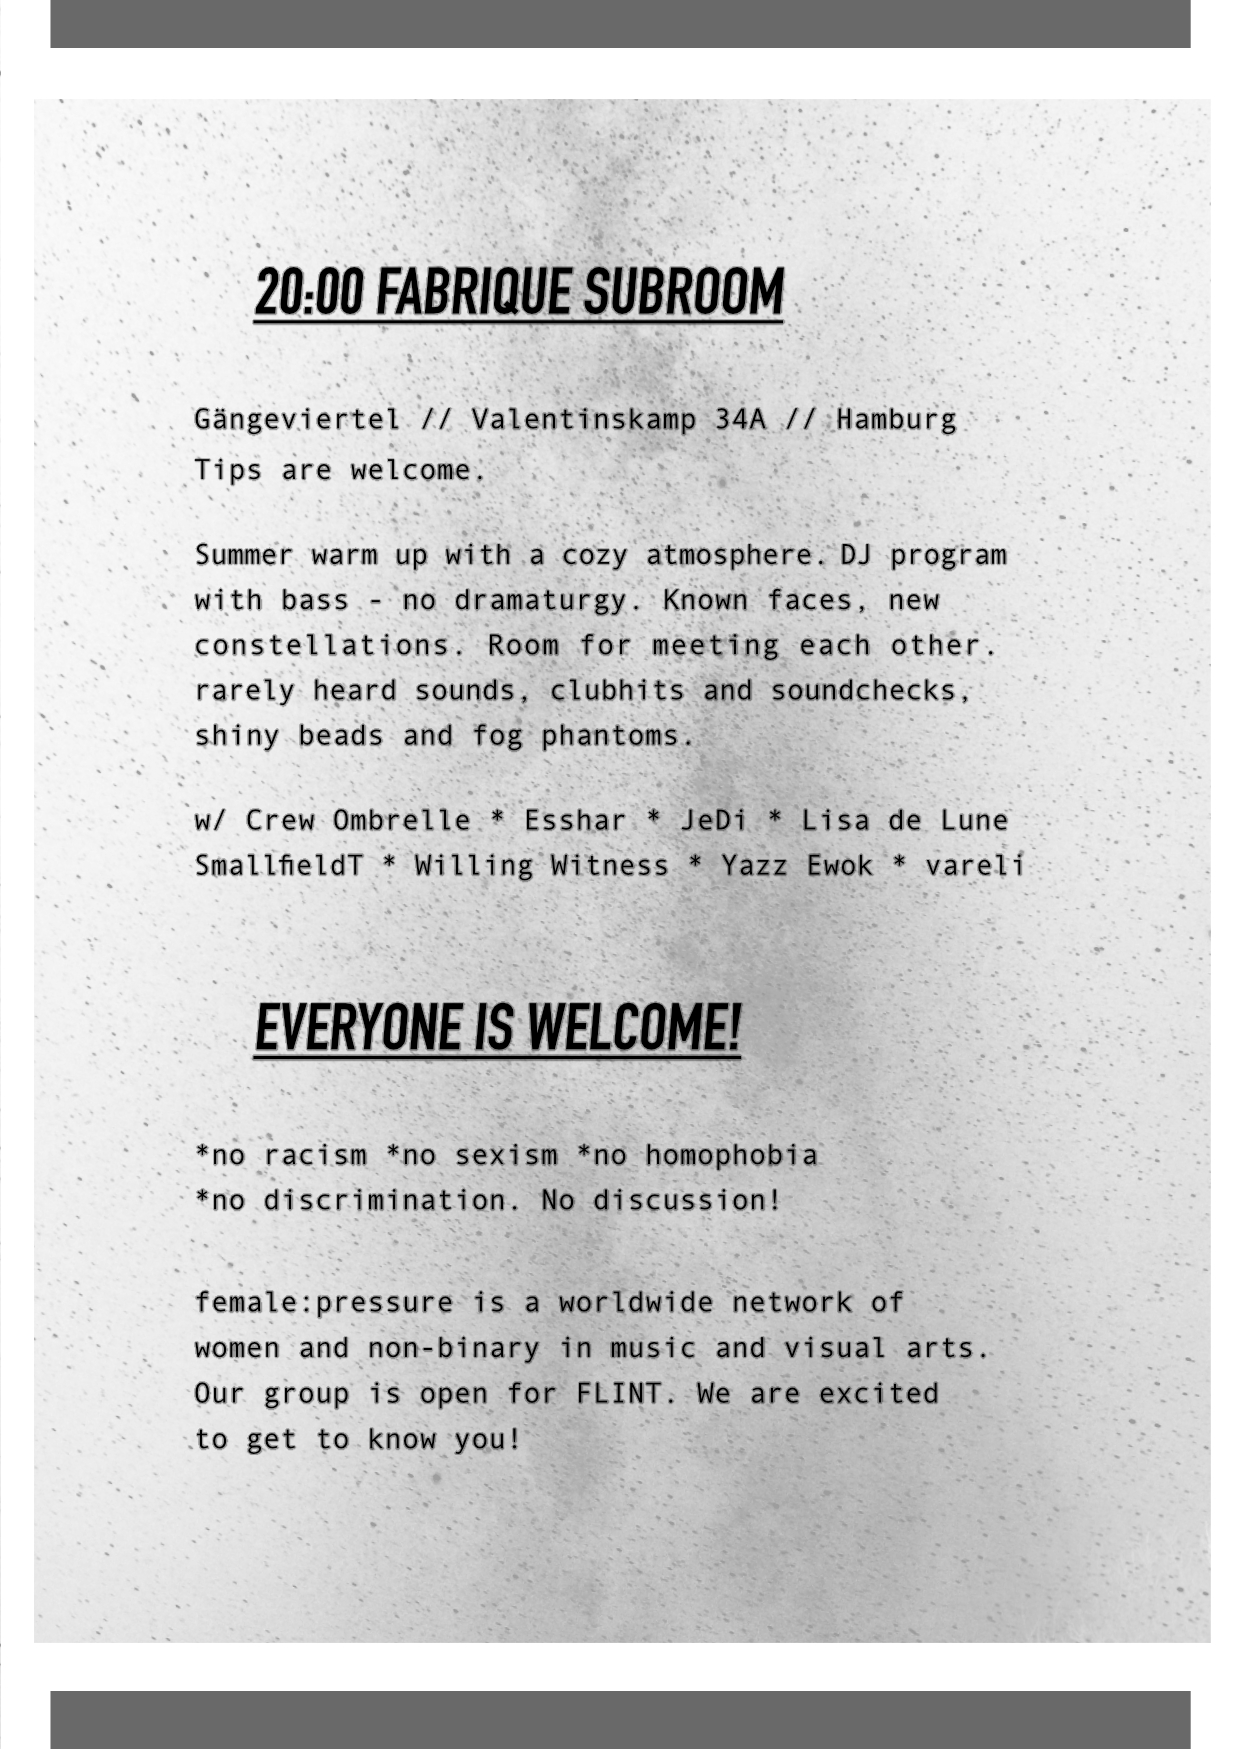 20:00 FABRIQUE SUBROOM
Gängeviertel // Valentinskamp 34A // Hamburg
Tips are welcome.
Summer warm up with a cozy atmosphere. DJ program
with bass - no dramaturgy. Known faces, new
constellations. Room for meeting each other.
rarely heard sounds, clubhits and soundchecks,
shiny beads and fog phantoms.
w/ Crew Ombrelle * Esshar * JeDi * Lisa de Lune
SmallfieldT * Willing Witness * Yazz Ewok * vareli
EVERYONE IS WELCOME!
*no racism *no sexism *no homophobia
*no discrimination. No discussion!
female:pressure is a worldwide network of
women and non-binary in music and visual arts.
Our group is open for FLINT. We are excited
to get to know you!